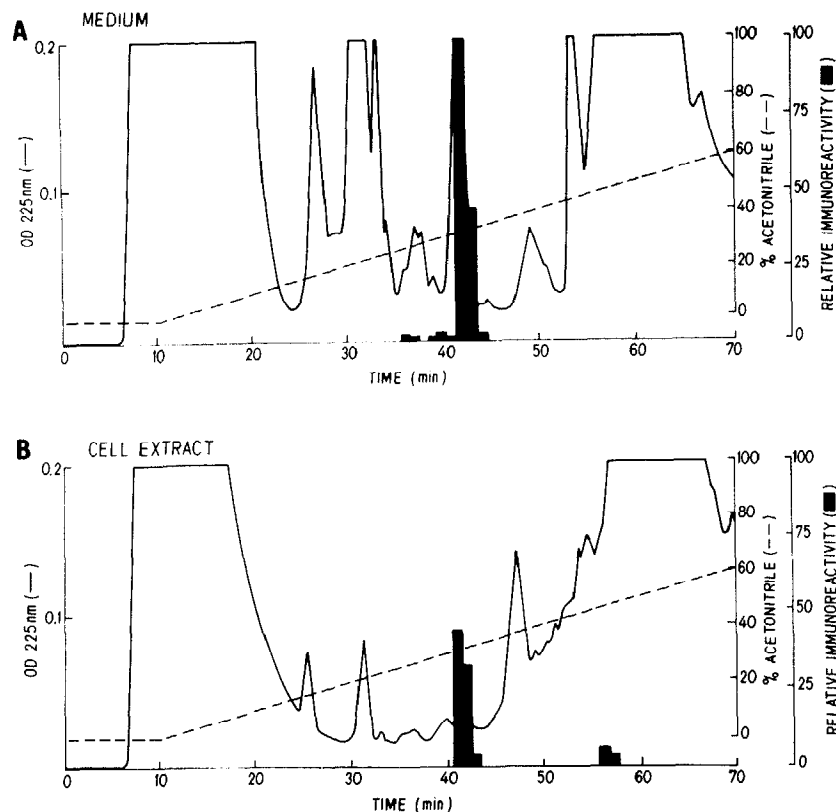 A MEDIUM
0.2
0.1
OD 225nm (—)
100
80
60
40
20
0
% ACETONITRILE (---)
100
75
50
25
0
RELATIVE IMMUNOREACTIVITY (■)
0 10 20 30 40 50 60 70
TIME (min)
B CELL EXTRACT
0.2
0.1
OD 225nm (—)
100
80
60
40
20
0
% ACETONITRILE (---)
100
75
50
25
0
RELATIVE IMMUNOREACTIVITY (■)
0 10 20 30 40 50 60 70
TIME (min)